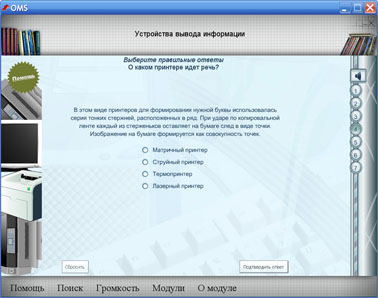 OMS
Устройства вывода информации
Выберите правильные ответы
О каком принтере идет речь?
Помощь
В этом виде принтеров для формирование нужной буквы использовалась
серия тонких стержней, расположенных в ряд. При ударе по копировальной
ленте каждый из стерженьков оставляет на бумаге след в виде точки.
Изображение на бумаге формируется как совокупность точек.
Матричный принтер
Струйный принтер
Термопринтер
Лазерный принтер
1
2
3
4
5
6
7
Сбросить
Подтвердить ответ
Помощь Поиск Громкость Модули О модуле